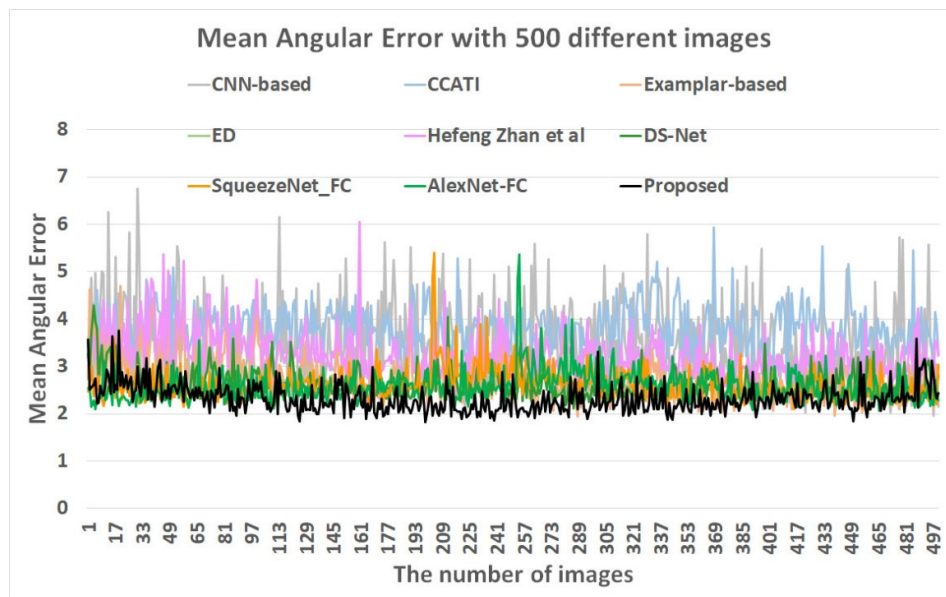 Mean Angular Error with 500 different images
CNN-based CCATI Examplar-based
ED Hefeng Zhan et al DS-Net
SqueezeNet_FC AlexNet-FC Proposed
Mean Angular Error
8
7
6
5
4
3
2
1
0
1 17 33 49 65 81 97 113 129 145 161 177 193 209 225 241 257 273 289 305 321 337 353 369 385 401 417 433 449 465 481 497
The number of images